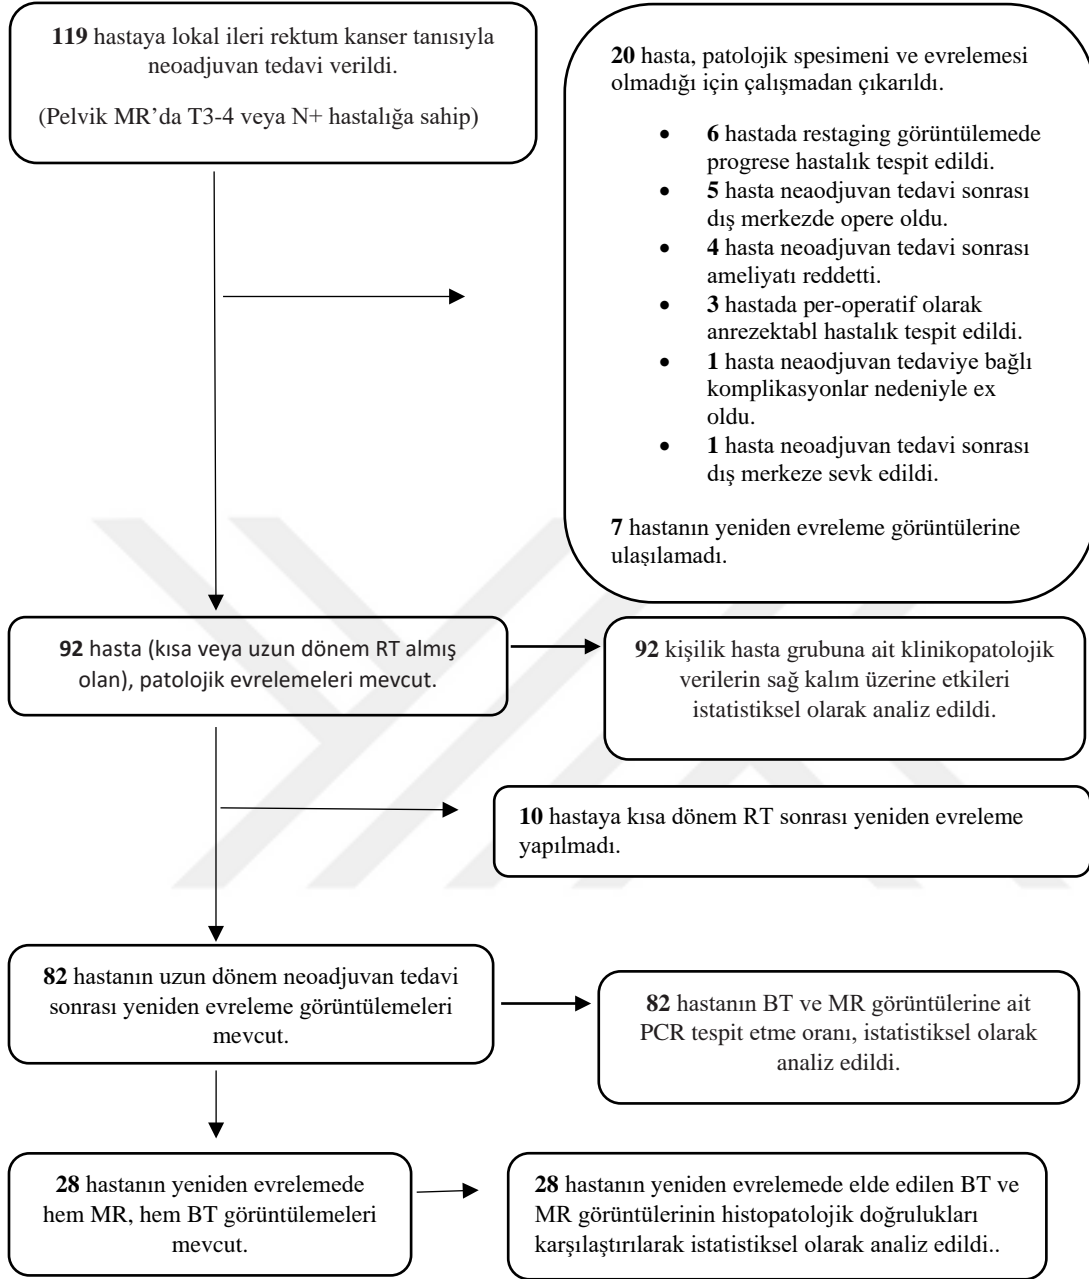 119 hastaya lokal ileri rektum kanser tanısıyla
neoadjuvan tedavi verildi.
(Pelvik MR’da T3-4 veya N+ hastalığa sahip)
20 hasta, patolojik spesimeni ve evrelemesi
olmadığı için çalışmadan çıkarıldı.
• 6 hastada restaging görüntülemede
progrese hastalık tespit edildi.
• 5 hasta neaodjuvan tedavi sonrası
dış merkezde opere oldu.
• 4 hasta neoadjuvan tedavi sonrası
ameliyatı reddetti.
• 3 hastada per-operatif olarak
anrezektabl hastalık tespit edildi.
• 1 hasta neaodjuvan tedaviye bağlı
komplikasyonlar nedeniyle ex
oldu.
• 1 hasta neoadjuvan tedavi sonrası
dış merkeze sevk edildi.
7 hastanın yeniden evreleme görüntülerine
ulaşılamadı.
92 hasta (kısa veya uzun dönem RT almış
olan), patolojik evrelemeleri mevcut.
92 kişilik hasta grubuna ait klinikopatolojik
verilerin sağ kalım üzerine etkileri
istatistiksel olarak analiz edildi.
10 hastaya kısa dönem RT sonrası yeniden evreleme
yapılmadı.
82 hastanın uzun dönem neoadjuvan tedavi
sonrası yeniden evreleme görüntülemeleri
mevcut.
82 hastanın BT ve MR görüntülerine ait
PCR tespit etme oranı, istatistiksel olarak
analiz edildi.
28 hastanın yeniden evrelemede
hem MR, hem BT görüntülemeleri
mevcut.
28 hastanın yeniden evrelemede elde edilen BT ve
MR görüntülerinin histopatolojik doğrulukları
karşılaştırılarak istatistiksel olarak analiz edildi..